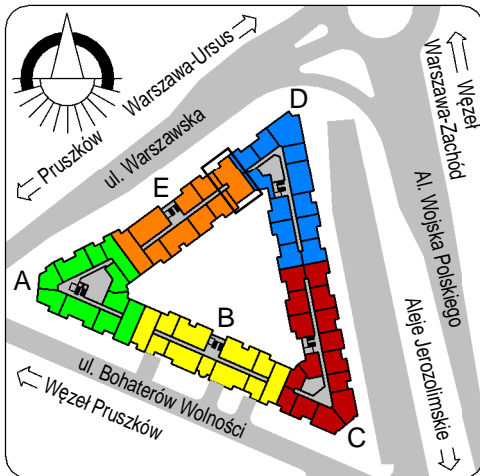 Warszawa-Ursus
Pruszków
ul. Warszawska
Węzeł
Warszawa-Zachód
D
E
A
B
C
Al. Wojska Polskiego
Aleje Jerozolimskie
ul. Bohaterów Wolności
Węzeł Pruszków